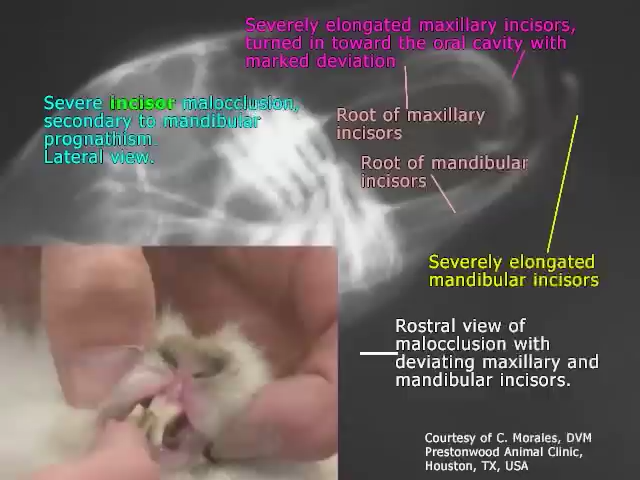 Severely elongated maxillary incisors,
turned in toward the oral cavity with
marked deviation
Severe incisor malocclusion,
secondary to mandibular
prognathism.
Lateral view.
Root of maxillary
incisors
Root of mandibular
incisors
Severely elongated
mandibular incisors
Rostral view of
malocclusion with
deviating maxillary and
mandibular incisors.
Courtesy of C. Morales, DVM
Prestonwood Animal Clinic,
Houston, TX, USA